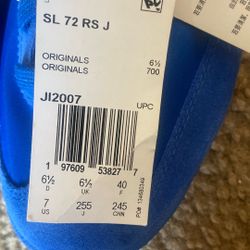 SL 72 RS J
ORIGINALS 6½
ORIGINALS 700
JI2007
UPC
1 97609 53827 7
6½ 6½ 40
D UK F
7 255 245
US J CHN